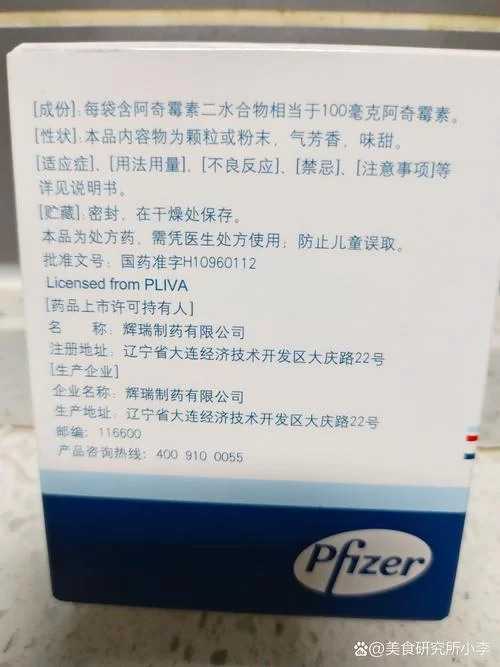 [成份]: 每袋含阿奇霉素二水合物相当于100毫克阿奇霉素。
[性状]: 本品内容物为颗粒或粉末，气芳香，味甜。
[适应症]、[用法用量]、[不良反应]、[禁忌]、[注意事项]等
详见说明书。
[贮藏]: 密封，在干燥处保存。
本品为处方药，需凭医生处方使用; 防止儿童误取。
批准文号：国药准字H10960112
Licensed from PLIVA
[药品上市许可持有人]
名 称: 辉瑞制药有限公司
注册地址: 辽宁省大连经济技术开发区大庆路22号
[生产企业]
企业名称: 辉瑞制药有限公司
生产地址: 辽宁省大连经济技术开发区大庆路22号
邮编: 116600
产品咨询热线: 400 910 0055
Pfizer
@美食研究所小李